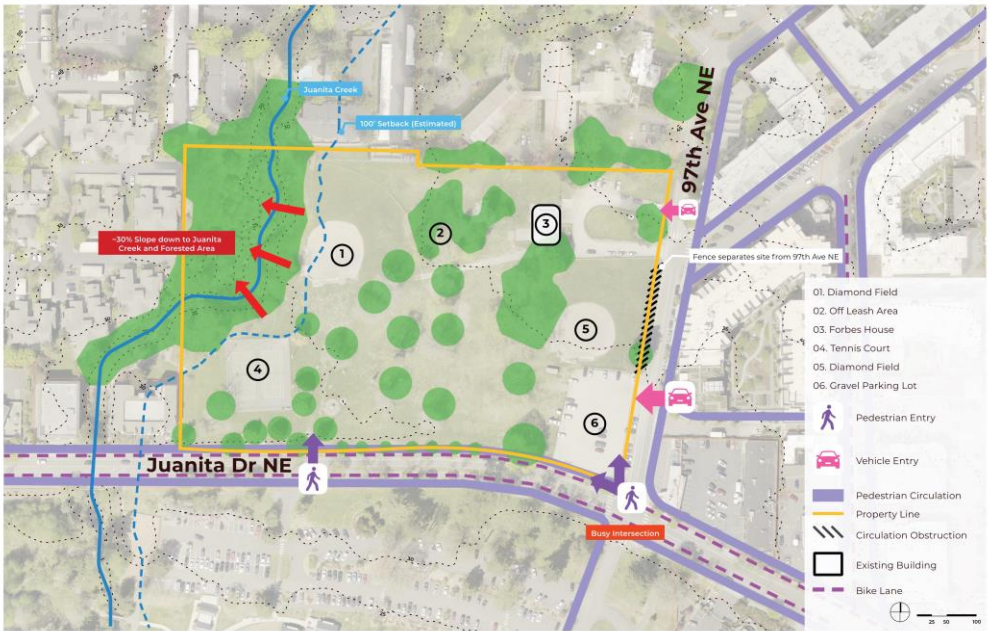 Juanita Creek
100' Setback (Estimated)
97th Ave NE
~30% Slope down to Juanita
Creek and Forested Area
1
2
3
4
5
6
Fence separates site from 97th Ave NE
Juanita Dr NE
Busy Intersection
01. Diamond Field
02. Off Leash Area
03. Forbes House
04. Tennis Court
05. Diamond Field
06. Gravel Parking Lot
Pedestrian Entry
Vehicle Entry
Pedestrian Circulation
Property Line
Circulation Obstruction
Existing Building
Bike Lane
25 50 100